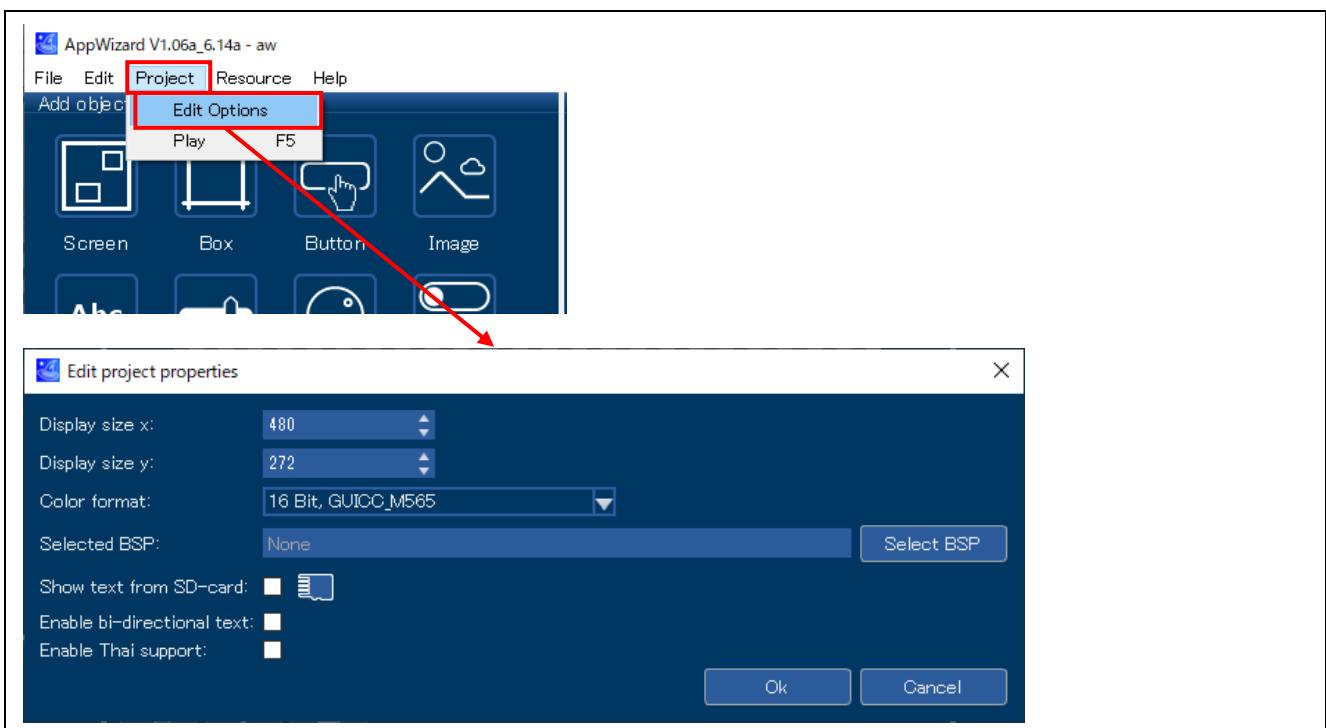 AppWizard V1.06a_6.14a - aw
File Edit Project Resource Help
Add objec
Edit Options
Play F5
Screen Box Button Image
Abc
Edit project properties
Display size x: 480
Display size y: 272
Color format: 16 Bit, GUICC_M565
Selected BSP: None Select BSP
Show text from SD-card:
Enable bi-directional text:
Enable Thai support:
Ok Cancel